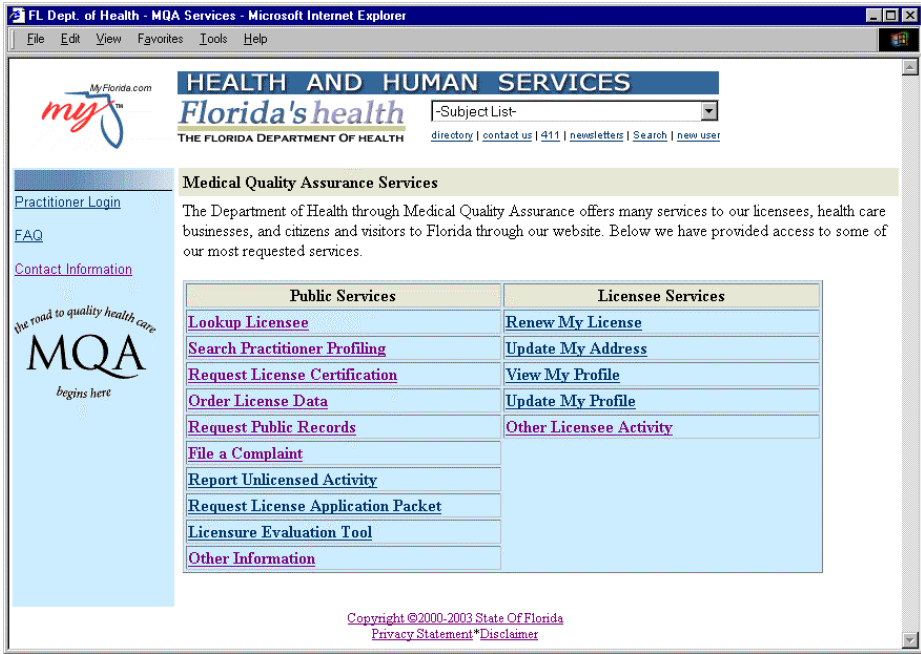 FL Dept. of Health - MQA Services - Microsoft Internet Explorer
File Edit View Favorites Tools Help
MyFlorida.com
my TM
HEALTH AND HUMAN SERVICES
Florida's health
THE FLORIDA DEPARTMENT OF HEALTH
-Subject List-
directory | contact us | 411 | newsletters | Search | new user
Practitioner Login
FAQ
Contact Information
the road to quality health care
MQA
begins here
Medical Quality Assurance Services
The Department of Health through Medical Quality Assurance offers many services to our licensees, health care
businesses, and citizens and visitors to Florida through our website. Below we have provided access to some of
our most requested services.
Public Services
Lookup Licensee
Search Practitioner Profiling
Request License Certification
Order License Data
Request Public Records
File a Complaint
Report Unlicensed Activity
Request License Application Packet
Licensure Evaluation Tool
Other Information
Licensee Services
Renew My License
Update My Address
View My Profile
Update My Profile
Other Licensee Activity
Copyright ©2000-2003 State Of Florida
Privacy Statement*Disclaimer